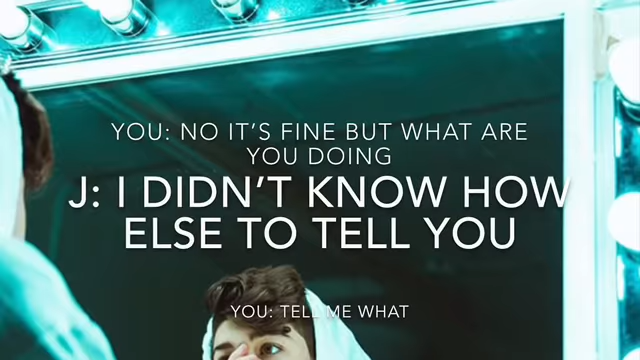 YOU: NO IT’S FINE BUT WHAT ARE
YOU DOING
J: I DIDN’T KNOW HOW
ELSE TO TELL YOU
YOU: TELL ME WHAT